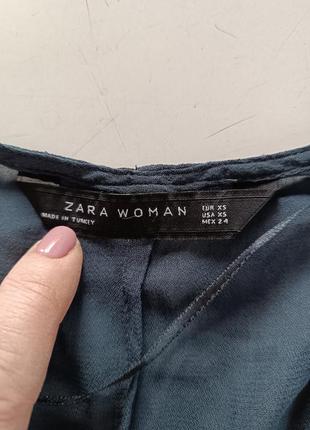 ZARA WOMAN
MADE IN TURKEY
EUR XS
USA XS
MEX 24